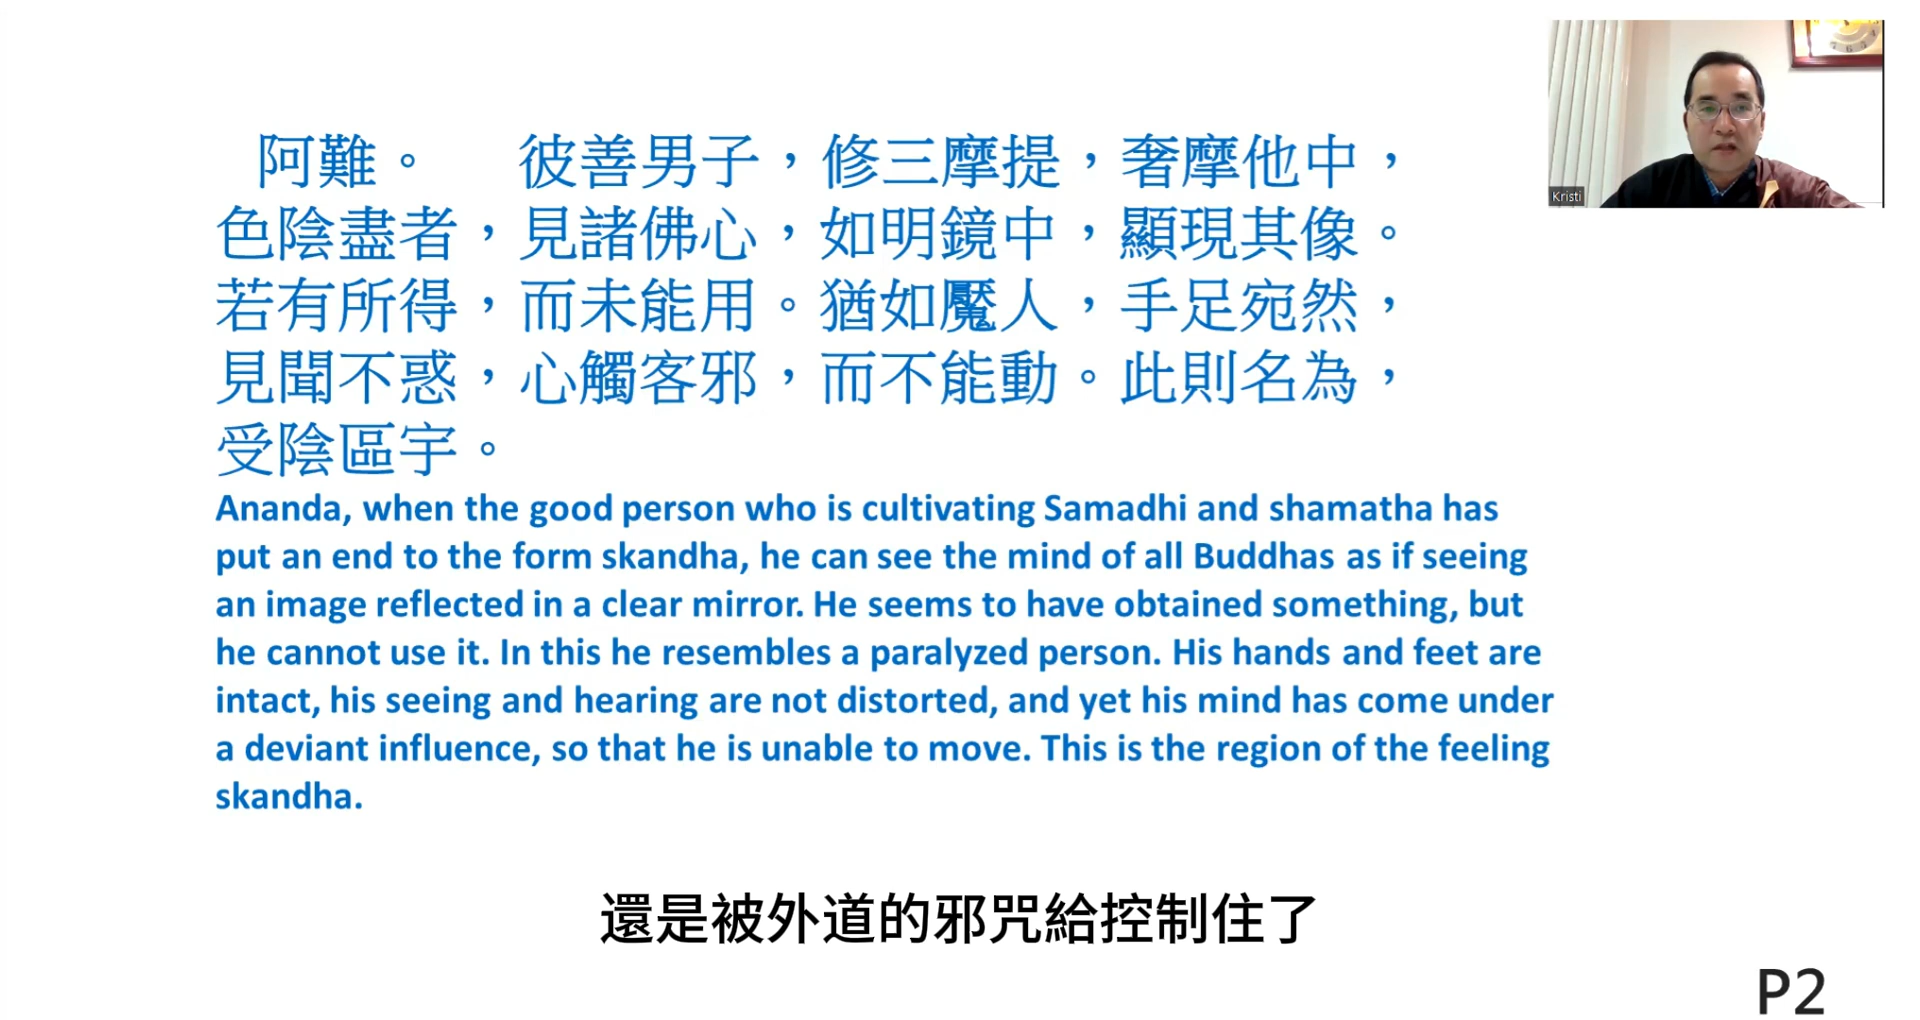 阿難。　彼善男子，修三摩提，奢摩他中，
色陰盡者，見諸佛心，如明鏡中，顯現其像。
若有所得，而未能用。猶如魘人，手足宛然，
見聞不惑，心觸客邪，而不能動。此則名為，
受陰區宇。
Ananda, when the good person who is cultivating Samadhi and shamatha has
put an end to the form skandha, he can see the mind of all Buddhas as if seeing
an image reflected in a clear mirror. He seems to have obtained something, but
he cannot use it. In this he resembles a paralyzed person. His hands and feet are
intact, his seeing and hearing are not distorted, and yet his mind has come under
a deviant influence, so that he is unable to move. This is the region of the feeling
skandha.
Kristi
還是被外道的邪咒給控制住了
P2